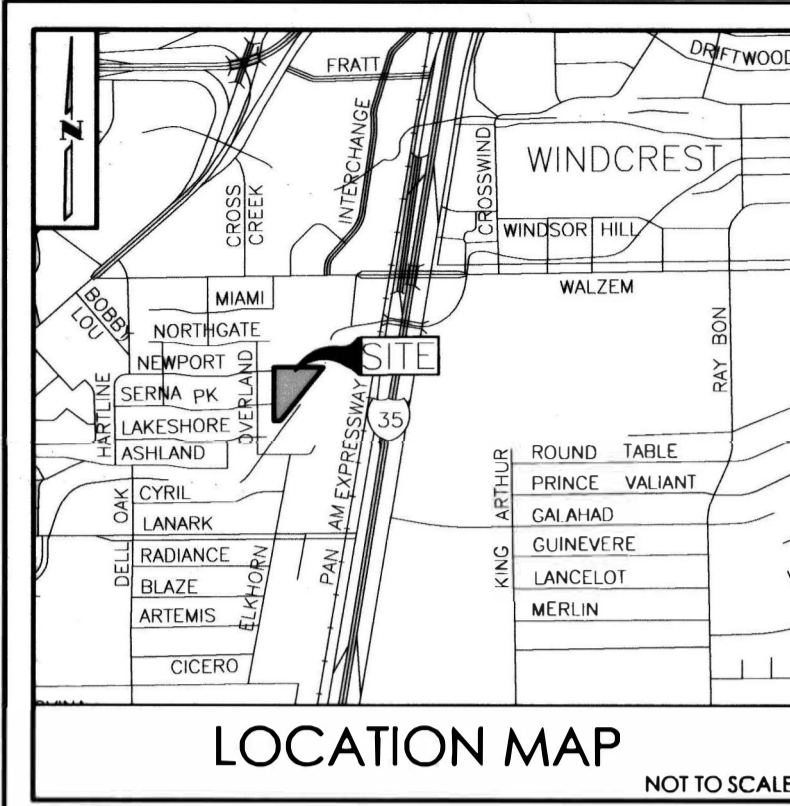 FRATT
DRIFTWOOD
N
INTERCHANGE
CROSSWIND
WINDCREST
CROSS
CREEK
WINDSOR HILL
WALZEM
MIAMI
BOBBY
LOU
NORTHGATE
NEWPORT
OVERLAND
SITE
RAY BON
HARTLINE
SERNA PK
LAKESHORE
ASHLAND
35
PAN AM EXPRESSWAY
KING ARTHUR
ROUND TABLE
PRINCE VALIANT
GALAHAD
GUINEVERE
LANCELOT
MERLIN
DELL OAK
CYRIL
LANARK
RADIANCE
BLAZE
ARTEMIS
ELKHORN
CICERO
LOCATION MAP
NOT TO SCALE